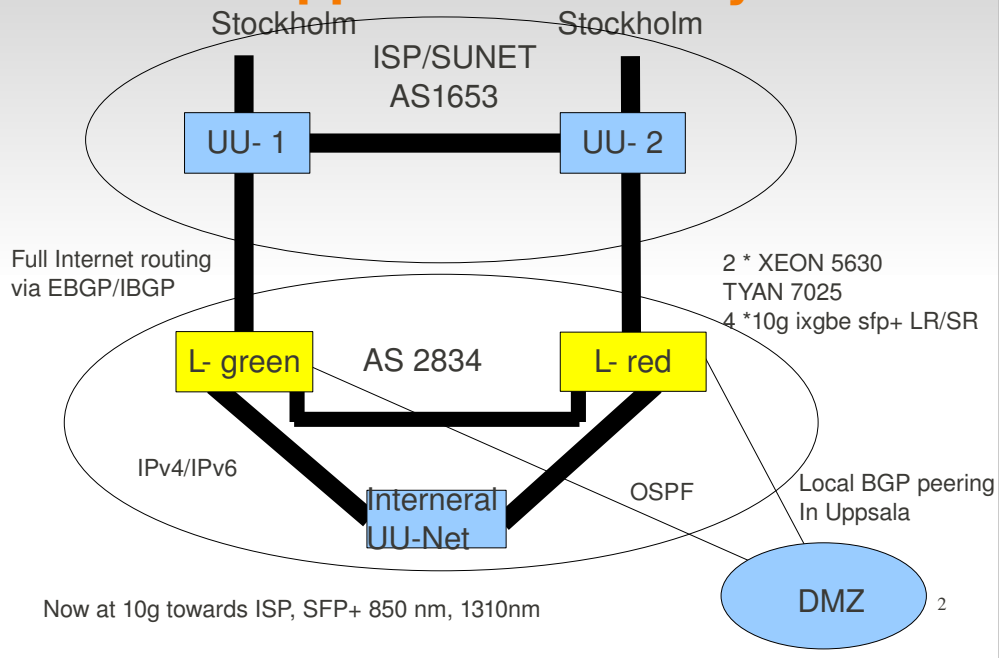 Stockholm
Stockholm
ISP/SUNET
AS1653
UU- 1
UU- 2
Full Internet routing
via EBGP/IBGP
2 * XEON 5630
TYAN 7025
4 *10g ixgbe sfp+ LR/SR
L- green
AS 2834
L- red
IPv4/IPv6
Interneral
UU-Net
OSPF
Local BGP peering
In Uppsala
DMZ
Now at 10g towards ISP, SFP+ 850 nm, 1310nm
2